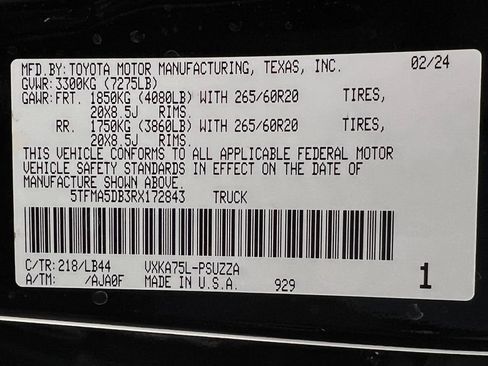 MFD.BY: TOYOTA MOTOR MANUFACTURING, TEXAS, INC. 02/24
GVWR: 3300KG (7275LB)
GAWR: FRT. 1850KG (4080LB) WITH 265/60R20 TIRES,
20X8.5J RIMS.
RR. 1750KG (3860LB) WITH 265/60R20 TIRES,
20X8.5J RIMS.
THIS VEHICLE CONFORMS TO ALL APPLICABLE FEDERAL MOTOR
VEHICLE SAFETY STANDARDS IN EFFECT ON THE DATE OF
MANUFACTURE SHOWN ABOVE.
5TFMA5DB3RX172843 TRUCK
C/TR: 218/LB44 VXKA75L-PSUZZA
A/TM: /AJA0F MADE IN U.S.A. 929 1